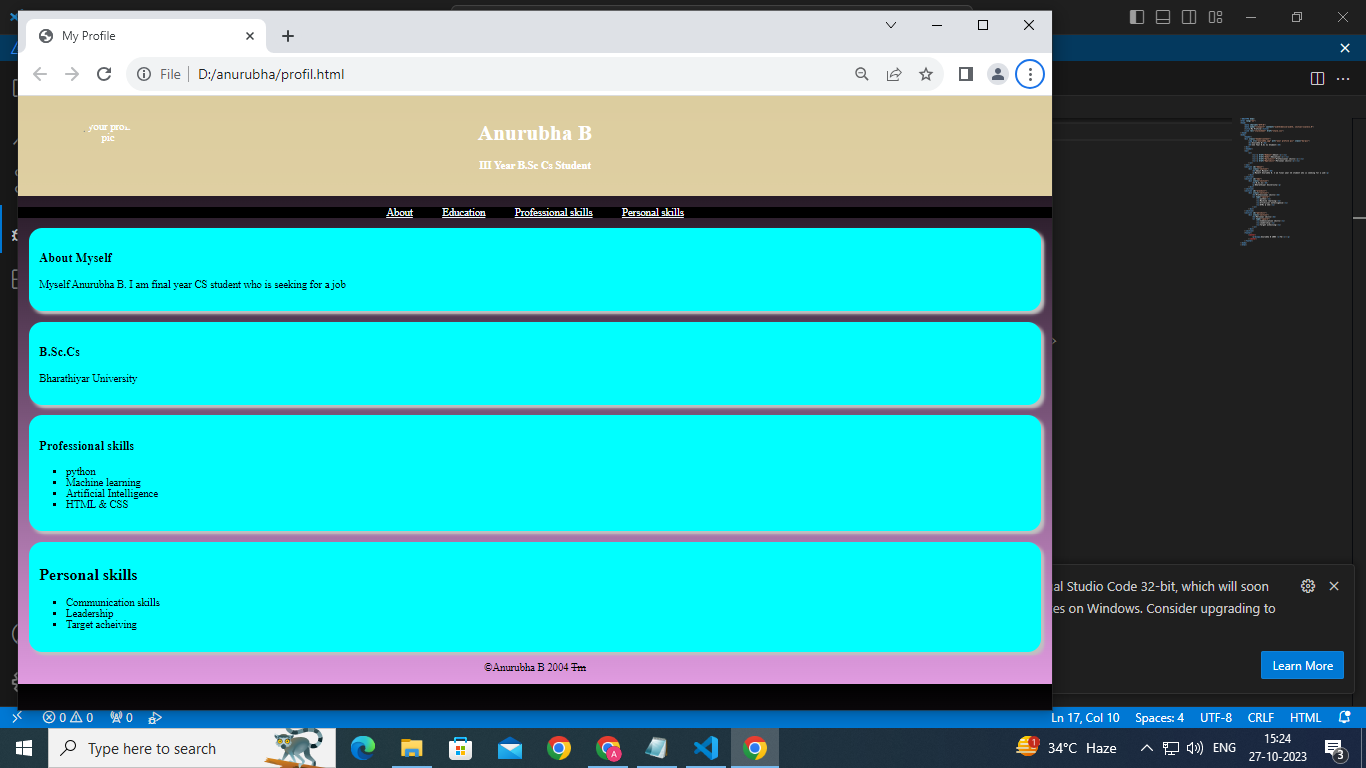 My Profile
File
D:/anurubha/profil.html
your prof
pic
Anurubha B
III Year B.Sc Cs Student
About Education Professional skills Personal skills
About Myself
Myself Anurubha B. I am final year CS student who is seeking for a job
B.Sc.Cs
Bharathiyar University
Professional skills
python
Machine learning
Artificial Intelligence
HTML & CSS
Personal skills
Communication skills
Leadership
Target acheiving
©Anurubha B 2004 Tm
al Studio Code 32-bit, which will soon
es on Windows. Consider upgrading to
Learn More
0 0 0 Ln 17, Col 10 Spaces: 4 UTF-8 CRLF HTML
Type here to search
A
1
34°C Haze
ENG
15:24
27-10-2023
3